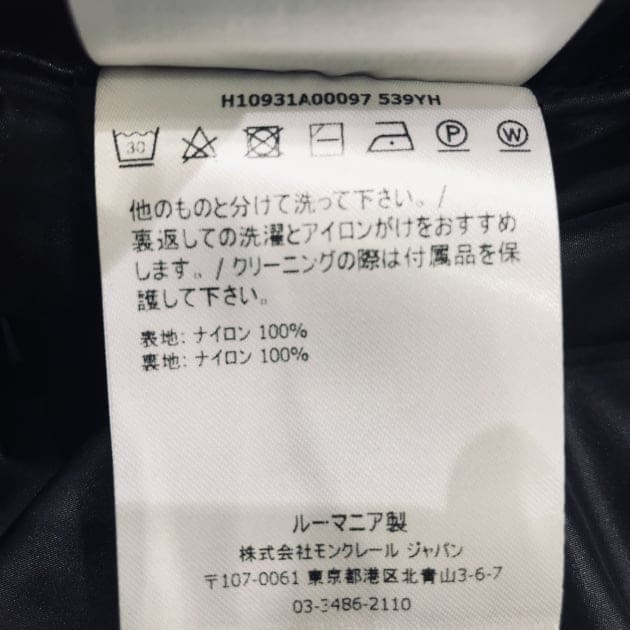 H10931A00097 539YH
30 P W
他のものと分けて洗って下さい。/
裏返しての洗濯とアイロンがけをおすすめ
します。/クリーニングの際は付属品を保
護して下さい。
表地: ナイロン 100%
裏地: ナイロン 100%
ルーマニア製
株式会社モンクレール ジャパン
〒107-0061 東京都港区北青山3-6-7
03-3486-2110